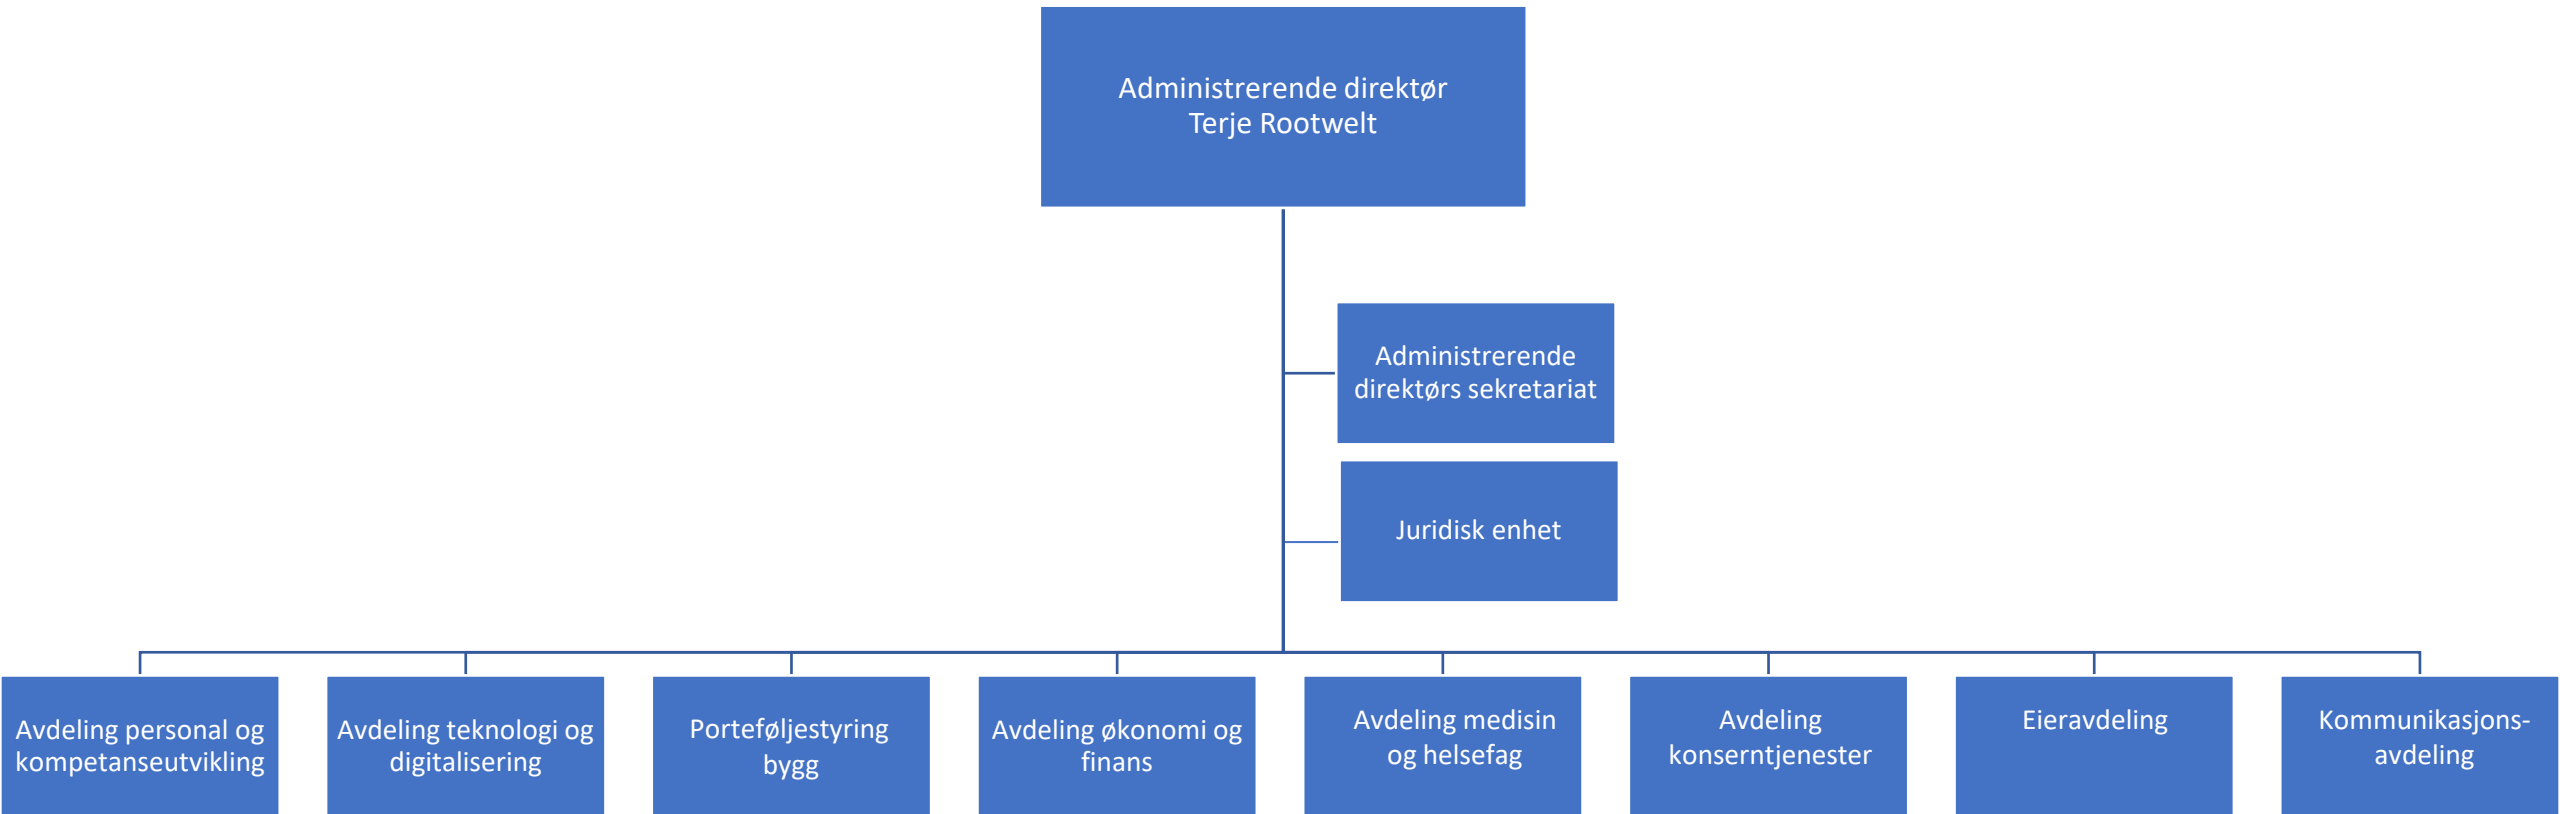 Administrerende direktør
Terje Rootwelt
Administrerende
direktørs sekretariat
Juridisk enhet
Avdeling personal og
kompetanseutvikling
Avdeling teknologi og
digitalisering
Porteføljestyring
bygg
Avdeling økonomi og
finans
Avdeling medisin
og helsefag
Avdeling
konserntjenester
Eieravdeling
Kommunikasjons-
avdeling